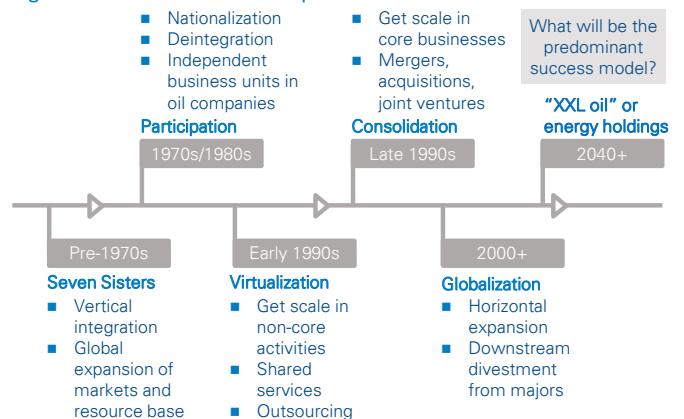 ■ Nationalization
■ Deintegration
■ Independent
business units in
oil companies
Participation
1970s/1980s
■ Get scale in
core businesses
■ Mergers,
acquisitions,
joint ventures
Consolidation
Late 1990s
What will be the
predominant
success model?
“XXL oil” or
energy holdings
2040+
Pre-1970s
Seven Sisters
■ Vertical
integration
■ Global
expansion of
markets and
resource base
Early 1990s
Virtualization
■ Get scale in
non-core
activities
■ Shared
services
■ Outsourcing
2000+
Globalization
■ Horizontal
expansion
■ Downstream
divestment
from majors